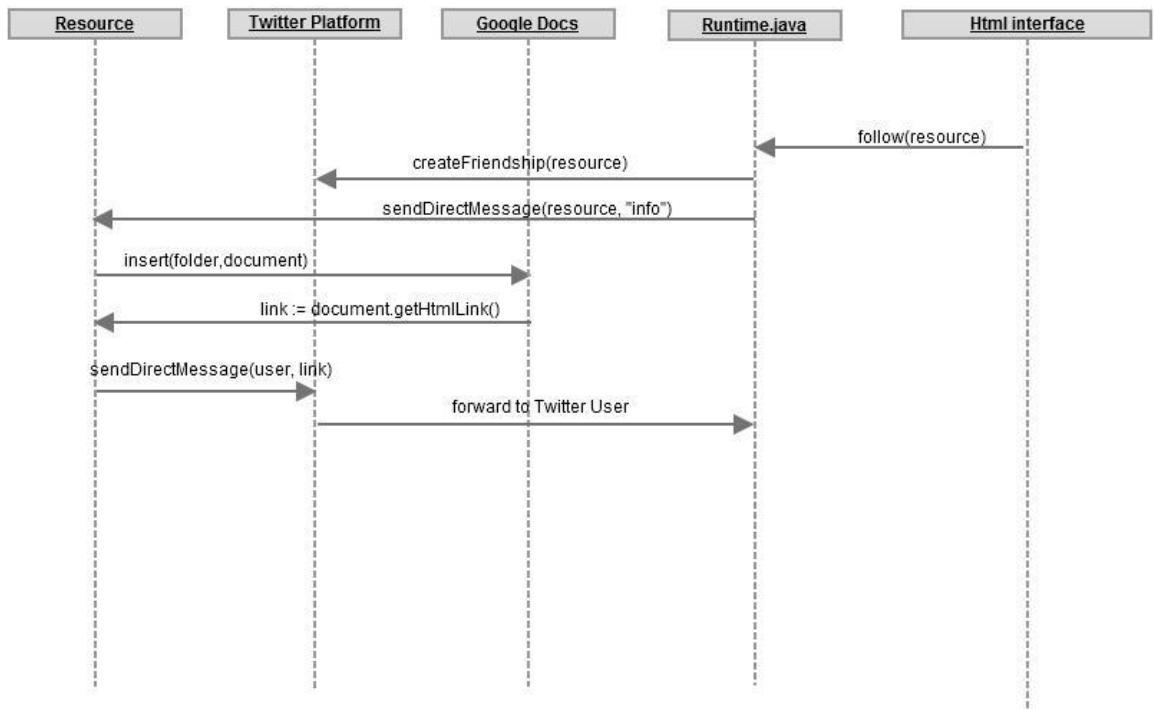 Resource
Twitter Platform
Google Docs
Runtime.java
Html interface
follow(resource)
createFriendship(resource)
sendDirectMessage(resource, "info")
insert(folder,document)
link := document.getHtmlLink()
sendDirectMessage(user, link)
forward to Twitter User